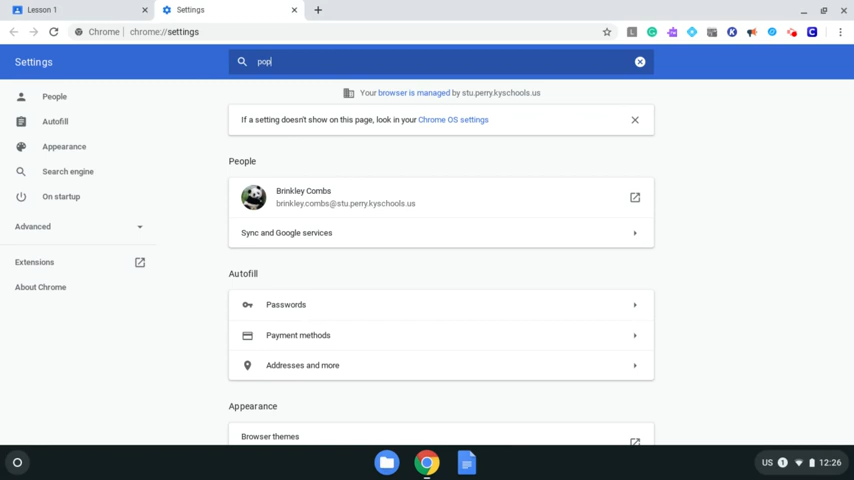 Lesson 1
Settings
Chrome chrome://settings
Settings
pop
Your browser is managed by stu.perry.kyschools.us
People
Autofill
Appearance
Search engine
On startup
Advanced
Extensions
About Chrome
If a setting doesn't show on this page, look in your Chrome OS settings
People
Brinkley Combs
brinkley.combs@stu.perry.kyschools.us
Sync and Google services
Autofill
Passwords
Payment methods
Addresses and more
Appearance
Browser themes
US 1 12:26